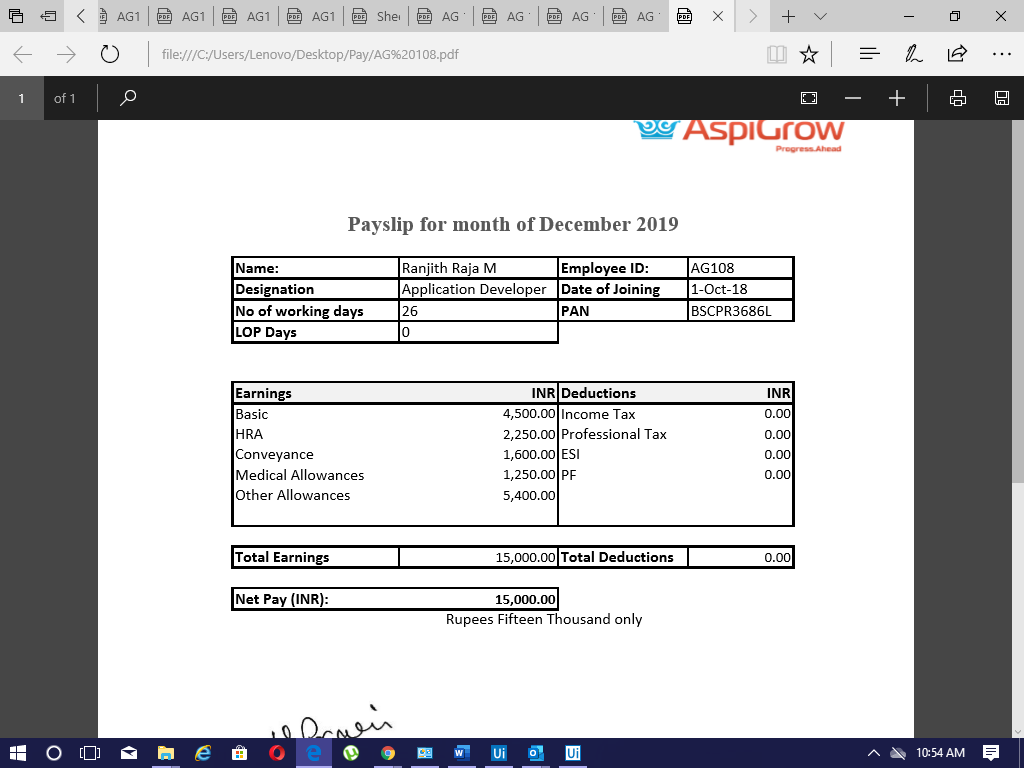 AG1
AG1
AG1
AG1
She
AG
AG
AG
AG
file:///C:/Users/Lenovo/Desktop/Pay/AG%20108.pdf
1 of 1
AspiGrow
Progress.Ahead
Payslip for month of December 2019
Name: Ranjith Raja M Employee ID: AG108
Designation Application Developer Date of Joining 1-Oct-18
No of working days 26 PAN BSCPR3686L
LOP Days 0
Earnings INR Deductions INR
Basic 4,500.00 Income Tax 0.00
HRA 2,250.00 Professional Tax 0.00
Conveyance 1,600.00 ESI 0.00
Medical Allowances 1,250.00 PF 0.00
Other Allowances 5,400.00
Total Earnings 15,000.00 Total Deductions 0.00
Net Pay (INR): 15,000.00
Rupees Fifteen Thousand only
10:54 AM